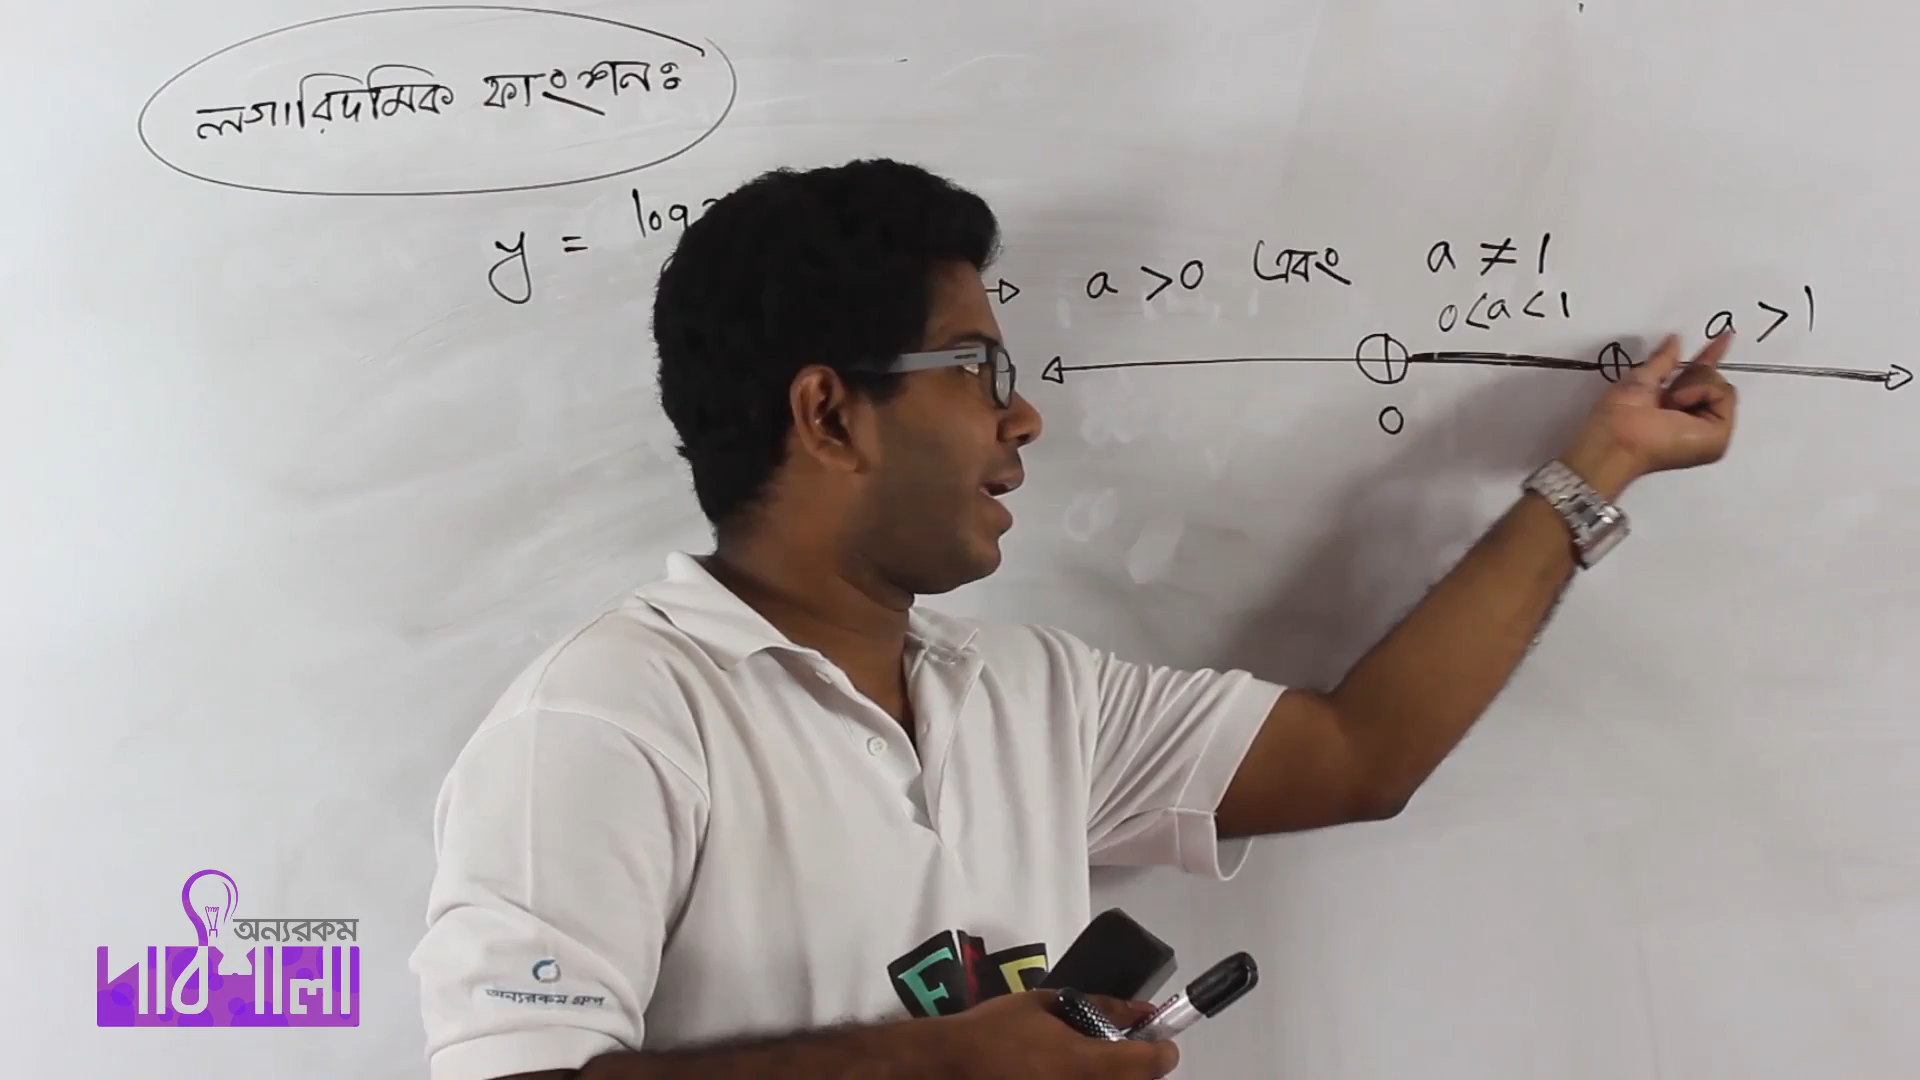 লগারিদমিক ফাংশনঃ
y = log
a > 0 এবং a ≠ 1
0 < a < 1
a > 1
0
অন্যরকম
পাঠশালা
অন্যরকম গ্রুপ